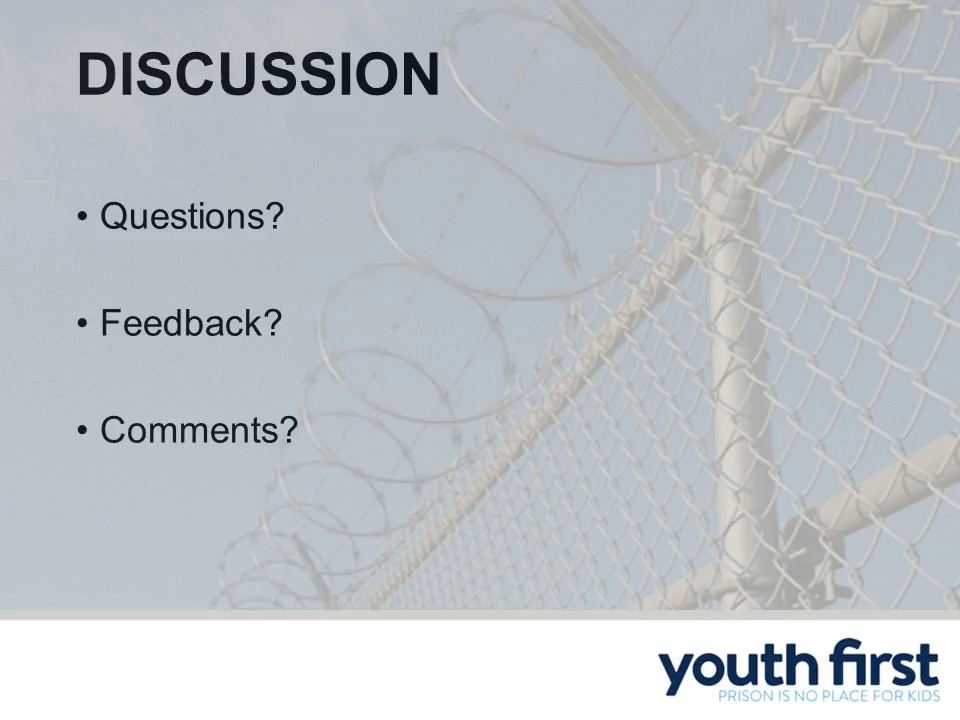 DISCUSSION
• Questions?
• Feedback?
• Comments?
youth first
PRISON IS NO PLACE FOR KIDS